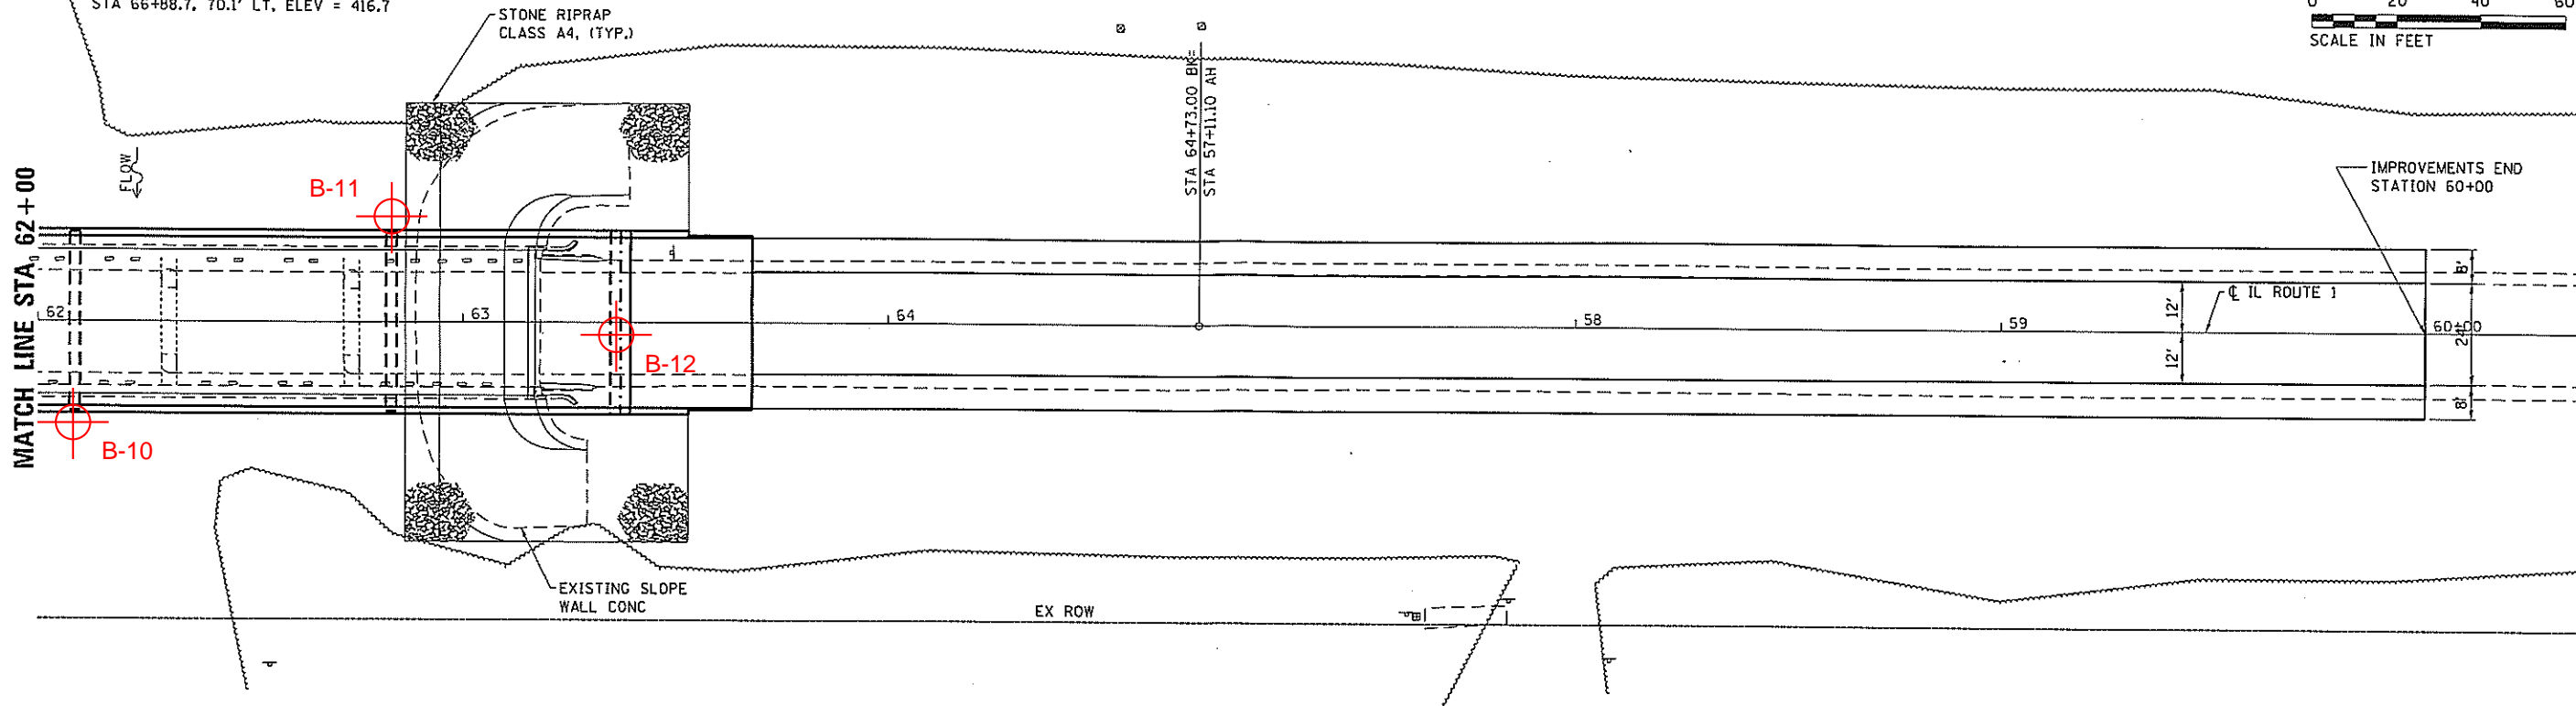 STA 66+88.7, 70.1' LT, ELEV = 416.7
STONE RIPRAP
CLASS A4, (TYP.)
0 20 40 60
SCALE IN FEET
STA 64+73.00 BK=
STA 57+11.10 AH
IMPROVEMENTS END
STATION 60+00
FLOW
MATCH LINE STA 62+00
B-11
62
63
64
58
59
60+00
12'
12'
℄ IL ROUTE 1
8'
24'
8'
B-12
B-10
EXISTING SLOPE
WALL CONC
EX ROW